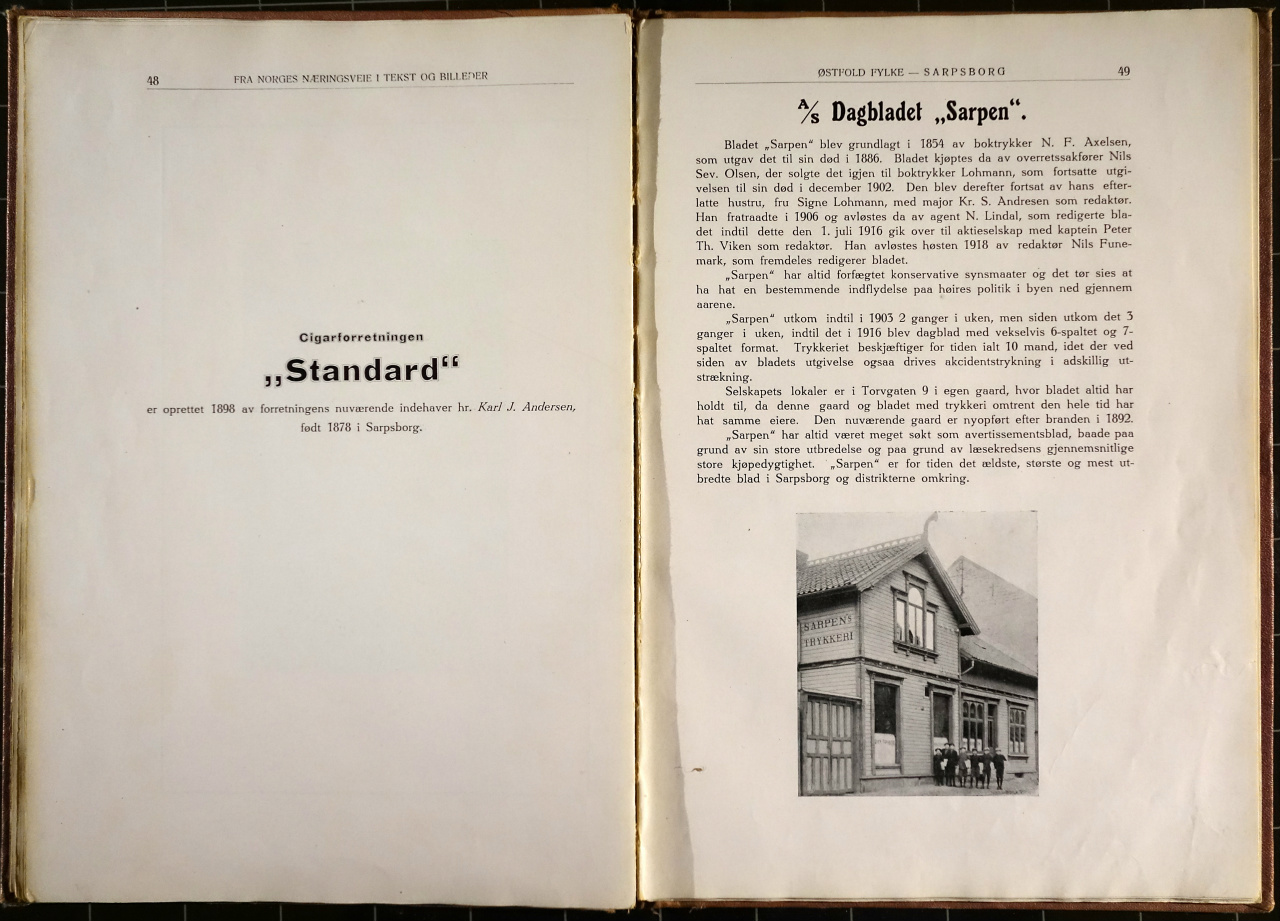 48
FRA NORGES NÆRINGSVEIE I TEKST OG BILLEDER
Cigarforretningen
„Standard“
er oprettet 1898 av forretningens nuværende indehaver hr. Karl J. Andersen,
født 1878 i Sarpsborg.
ØSTFOLD FYLKE — SARPSBORG
49
A/S Dagbladet „Sarpen“.
Bladet „Sarpen“ blev grundlagt i 1854 av boktrykker N. F. Axelsen,
som utgav det til sin død i 1886. Bladet kjøptes da av overretssakfører Nils
Sev. Olsen, der solgte det igjen til boktrykker Lohmann, som fortsatte utgi-
velsen til sin død i december 1902. Den blev derefter fortsat av hans efter-
latte hustru, fru Signe Lohmann, med major Kr. S. Andresen som redaktør.
Han fratraadte i 1906 og avløstes da av agent N. Lindal, som redigerte bla-
det indtil dette den 1. juli 1916 gik over til aktieselskap med kaptein Peter
Th. Viken som redaktør. Han avløstes høsten 1918 av redaktør Nils Fune-
mark, som fremdeles redigerer bladet.
„Sarpen“ har altid forfægtet konservative synsmaater og det tør sies at
ha hat en bestemmende indflydelse paa høires politik i byen ned gjennem
aarene.
„Sarpen“ utkom indtil i 1903 2 ganger i uken, men siden utkom det 3
ganger i uken, indtil det i 1916 blev dagblad med vekselvis 6-spaltet og 7-
spaltet format. Trykkeriet beskjæftiger for tiden ialt 10 mand, idet der ved
siden av bladets utgivelse ogsaa drives akcidentstrykning i adskillig ut-
strækning.
Selskapets lokaler er i Torvgaten 9 i egen gaard, hvor bladet altid har
holdt til, da denne gaard og bladet med trykkeri omtrent den hele tid har
hat samme eiere. Den nuværende gaard er nyopført efter branden i 1892.
„Sarpen“ har altid været meget søkt som avertissementsblad, baade paa
grund av sin store utbredelse og paa grund av læsekredsens gjennemsnitlige
store kjøpedygtighet. „Sarpen“ er for tiden det ældste, største og mest ut-
bredte blad i Sarpsborg og distrikterne omkring.
SARPENS
TRYKKERI